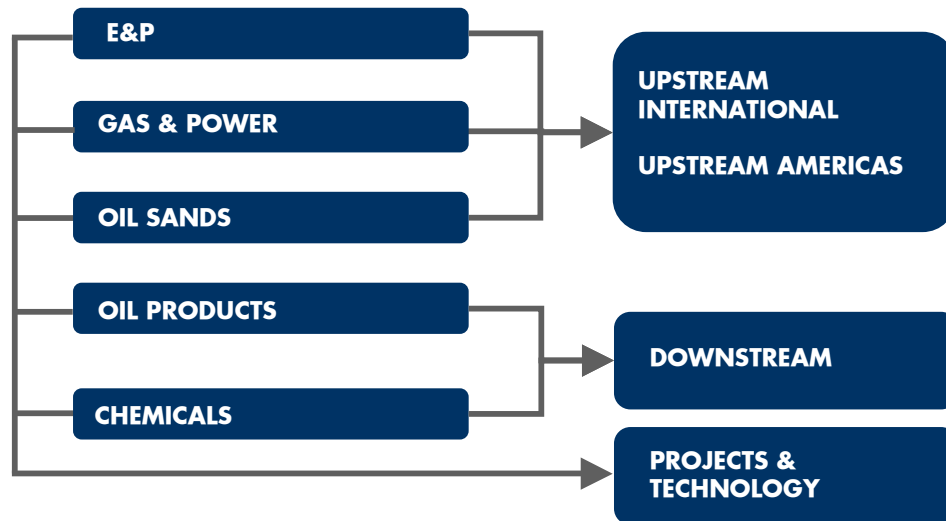 E&P
GAS & POWER
OIL SANDS
OIL PRODUCTS
CHEMICALS
UPSTREAM
INTERNATIONAL
UPSTREAM AMERICAS
DOWNSTREAM
PROJECTS &
TECHNOLOGY